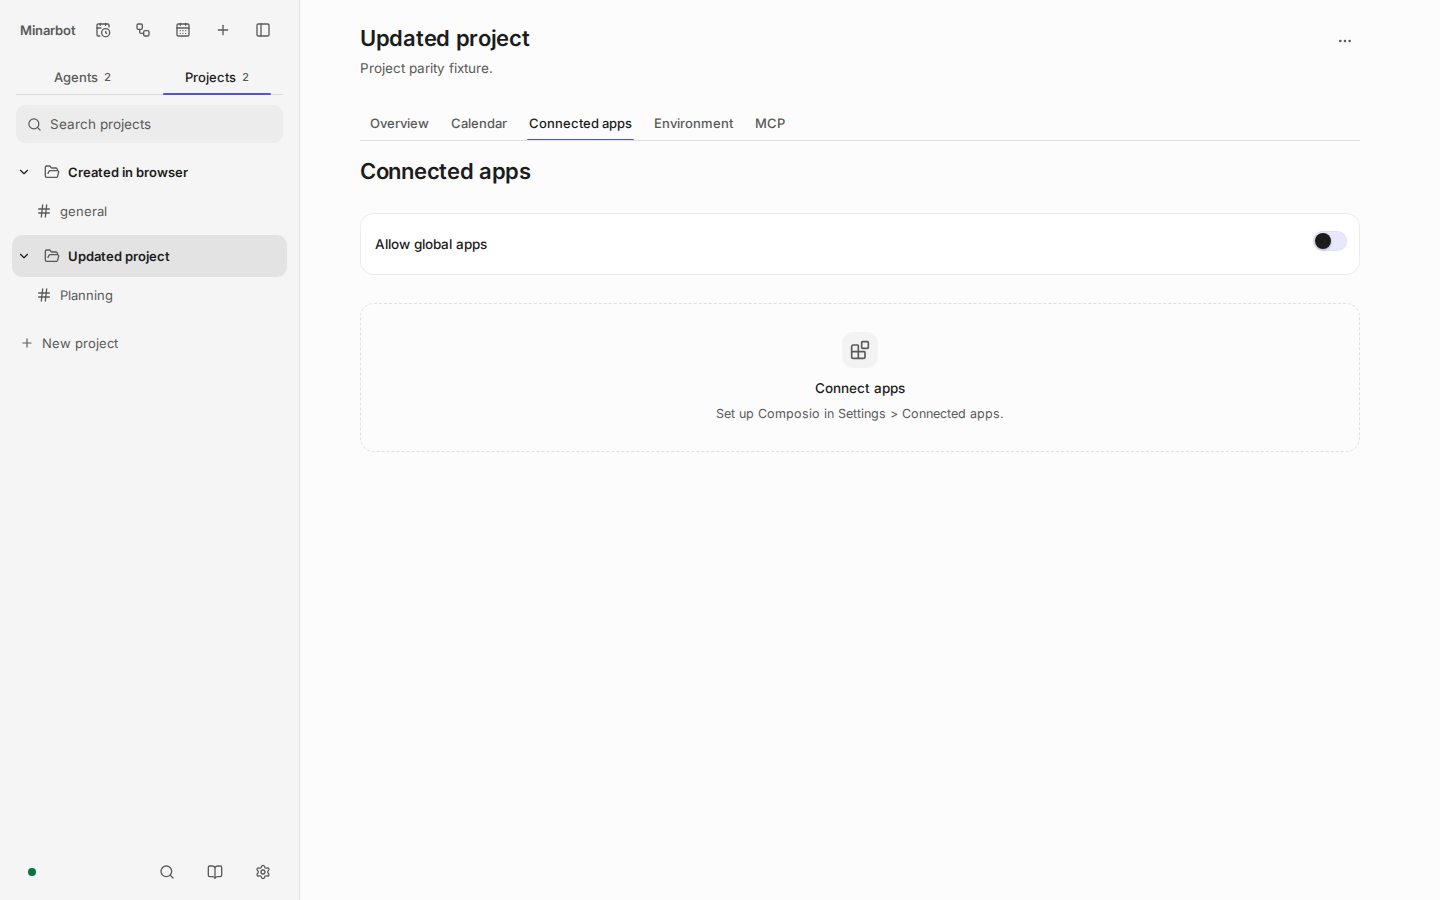 Minarbot
Agents 2
Projects 2
Search projects
Created in browser
general
Updated project
Planning
New project
Updated project
Project parity fixture.
Overview
Calendar
Connected apps
Environment
MCP
Connected apps
Allow global apps
Connect apps
Set up Composio in Settings > Connected apps.